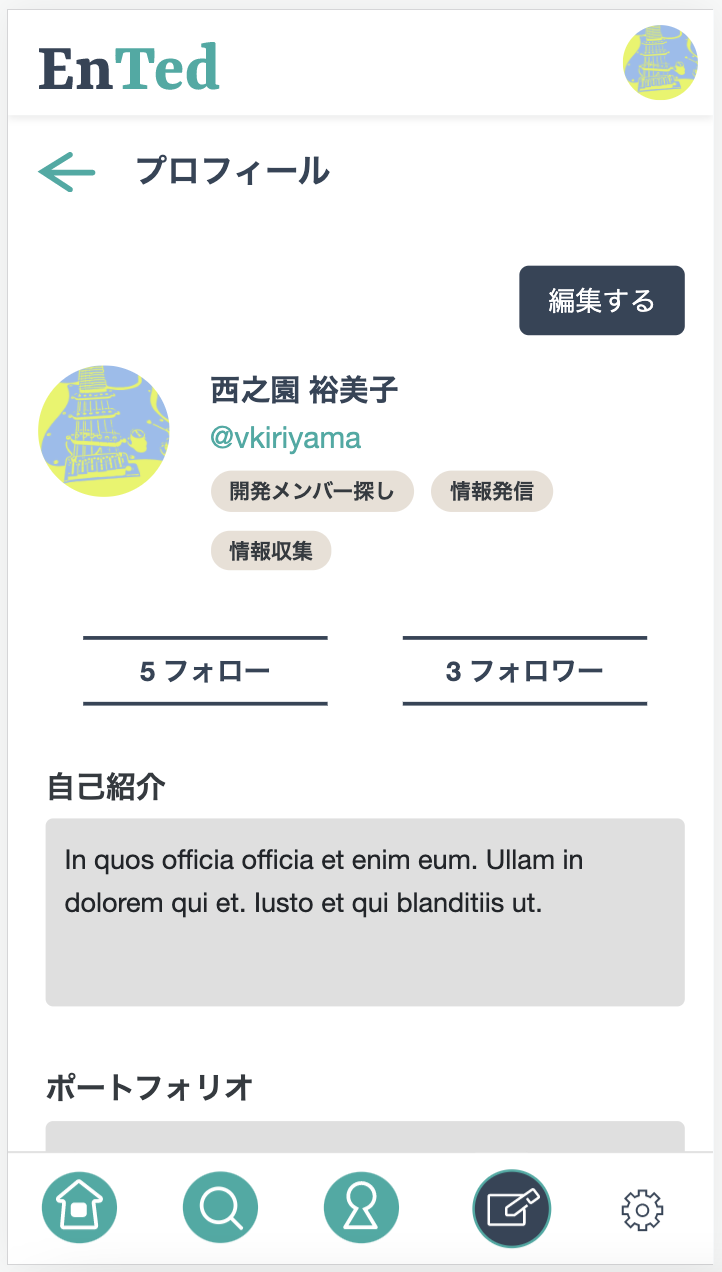 EnTed
プロフィール
編集する
西之園 裕美子
@vkiriyama
開発メンバー探し 情報発信
情報収集
5 フォロー 3 フォロワー
自己紹介
In quos officia officia et enim eum. Ullam in
dolorem qui et. Iusto et qui blanditiis ut.
ポートフォリオ